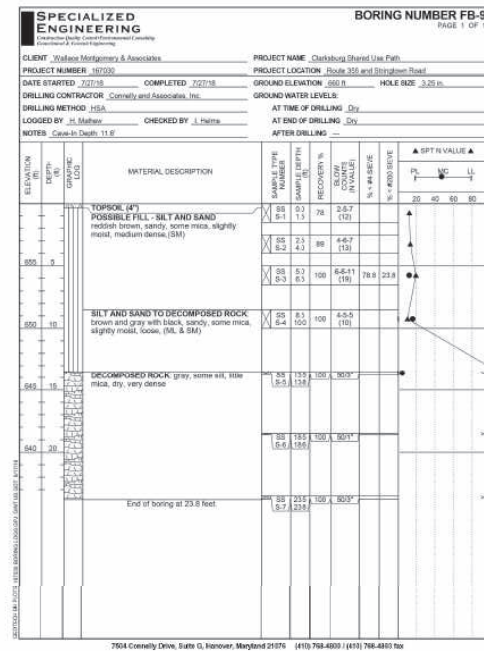 SPECIALIZED
ENGINEERING
BORING NUMBER FB-9
PAGE 1 OF
CLIENT Wallace Montgomery & Associates
PROJECT NAME Clarksburg Shared Use Path
PROJECT NUMBER 167030
PROJECT LOCATION Route 355 and Stringtown Road
DATE STARTED 7/27/16 COMPLETED 7/27/16
GROUND ELEVATION 660 ft HOLE SIZE 3.25 in.
DRILLING CONTRACTOR Connelly and Associates, Inc.
GROUND WATER LEVELS:
DRILLING METHOD HSA
AT TIME OF DRILLING Dry
LOGGED BY H. Mathew CHECKED BY J. Helms
AT END OF DRILLING Dry
NOTES Cave-In Depth: 11.6'
AFTER DRILLING ---
ELEVATION (ft)
DEPTH (ft)
GRAPHIC LOG
MATERIAL DESCRIPTION
SAMPLE TYPE NUMBER
SAMPLE DEPTH (ft)
RECOVERY %
BLOW COUNTS (N VALUE)
% < #4 SIEVE
% < #200 SIEVE
▲ SPT N VALUE ▲
PL MC LL
20 40 60 80
TOPSOIL (4")
POSSIBLE FILL - SILT AND SAND
reddish brown, sandy, some mica, slightly
moist, medium dense,(SM)
SS S-1 0.0 1.5 78 2-5-7 (12)
SS S-2 2.5 4.0 89 4-6-7 (13)
655 5
SS S-3 5.0 6.5 100 6-8-11 (19) 78.8 23.8
SILT AND SAND TO DECOMPOSED ROCK
brown and gray with black, sandy, some mica,
slightly moist, loose, (ML & SM)
SS S-4 8.5 10.0 100 4-5-5 (10)
650 10
DECOMPOSED ROCK, gray, some silt, little
mica, dry, very dense
SS S-5 13.5 13.8 100 50/3"
645 15
SS S-6 18.5 18.6 100 50/1"
640 20
End of boring at 23.8 feet.
SS S-7 23.5 23.8 100 50/3"
7504 Connelly Drive, Suite G, Hanover, Maryland 21076 (410) 768-4800 / (410) 768-4893 fax